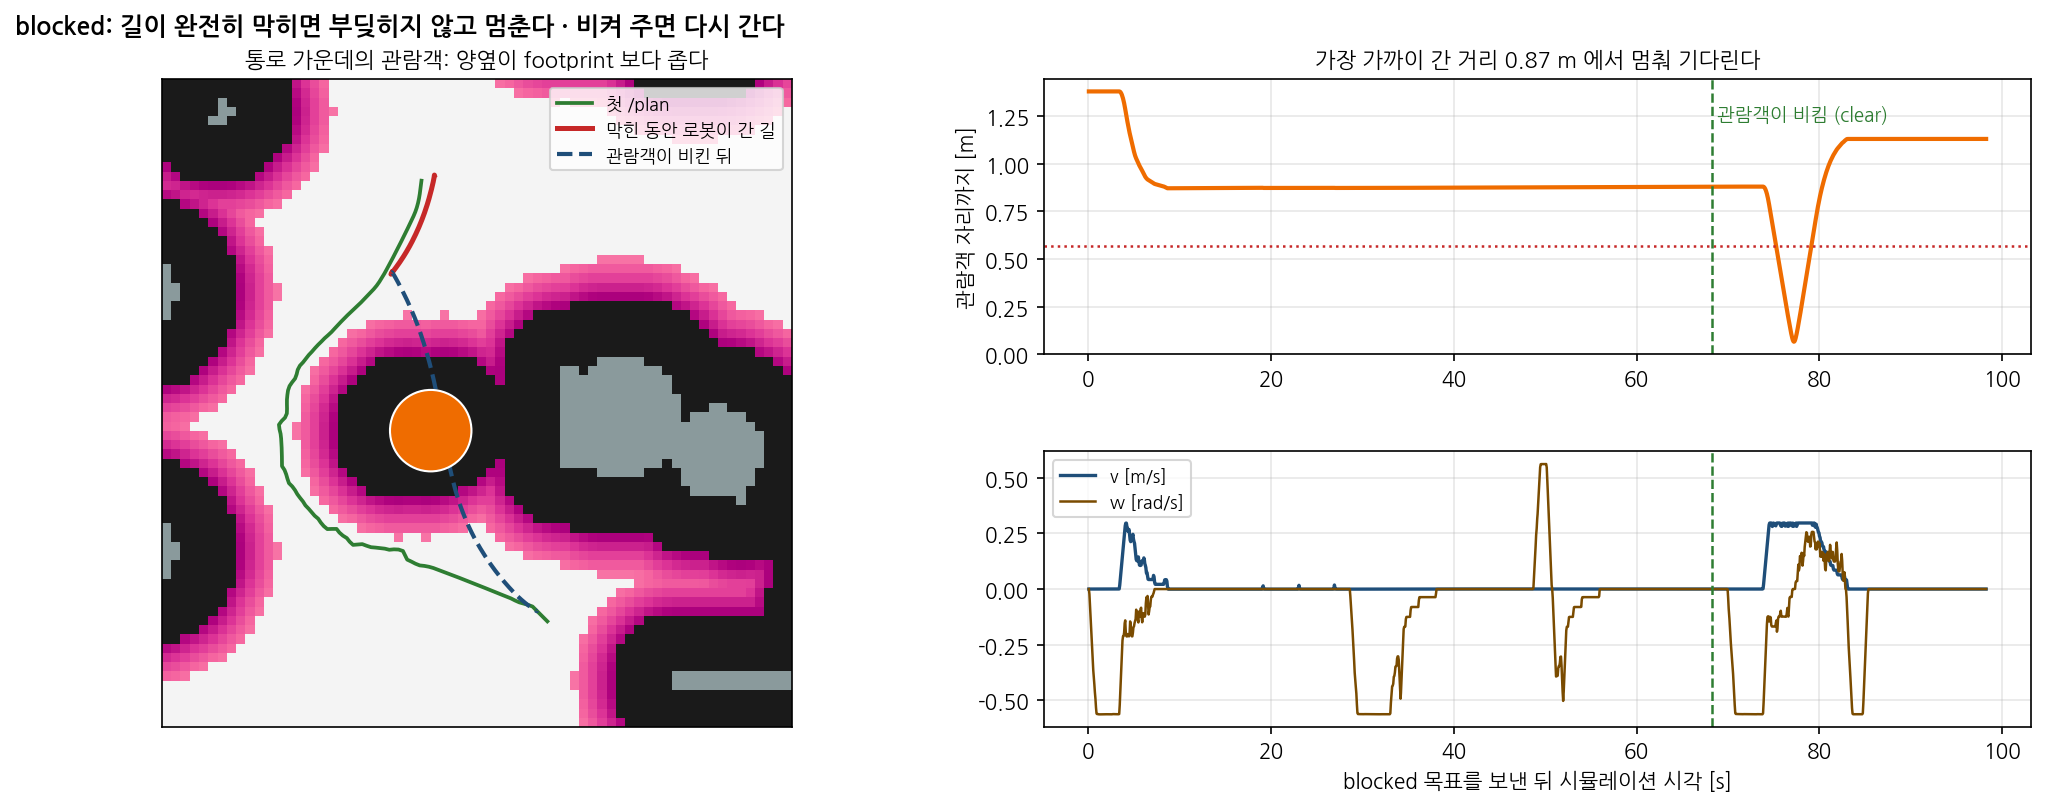 blocked: 길이 완전히 막히면 부딪히지 않고 멈춘다 · 비켜 주면 다시 간다
통로 가운데의 관람객: 양옆이 footprint 보다 좁다
첫 /plan
막힌 동안 로봇이 간 길
관람객이 비킨 뒤
가장 가까이 간 거리 0.87 m 에서 멈춰 기다린다
관람객 자리까지 [m]
1.25
1.00
0.75
0.50
0.25
0.00
관람객이 비킴 (clear)
0 20 40 60 80 100
v [m/s]
w [rad/s]
0.50
0.25
0.00
-0.25
-0.50
0 20 40 60 80 100
blocked 목표를 보낸 뒤 시뮬레이션 시각 [s]